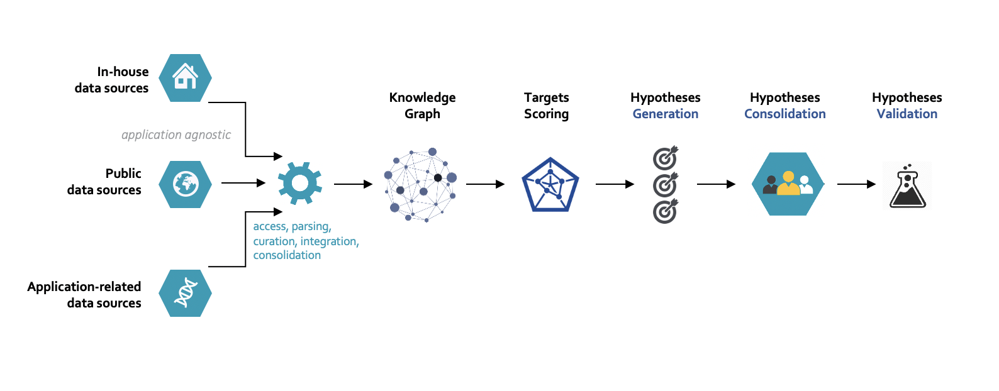 In-house
data sources
application agnostic
Public
data sources
Application-related
data sources
access, parsing,
curation, integration,
consolidation
Knowledge
Graph
Targets
Scoring
Hypotheses
Generation
Hypotheses
Consolidation
Hypotheses
Validation